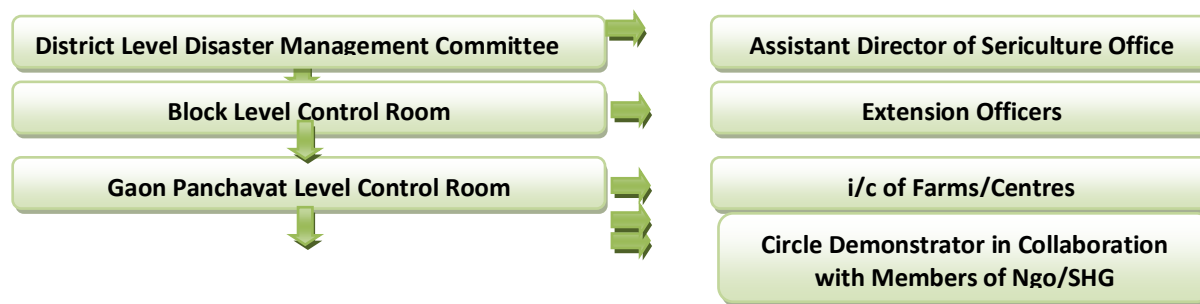 District Level Disaster Management Committee
Assistant Director of Sericulture Office
Block Level Control Room
Extension Officers
Gaon Panchayat Level Control Room
i/c of Farms/Centres
Circle Demonstrator in Collaboration
with Members of Ngo/SHG